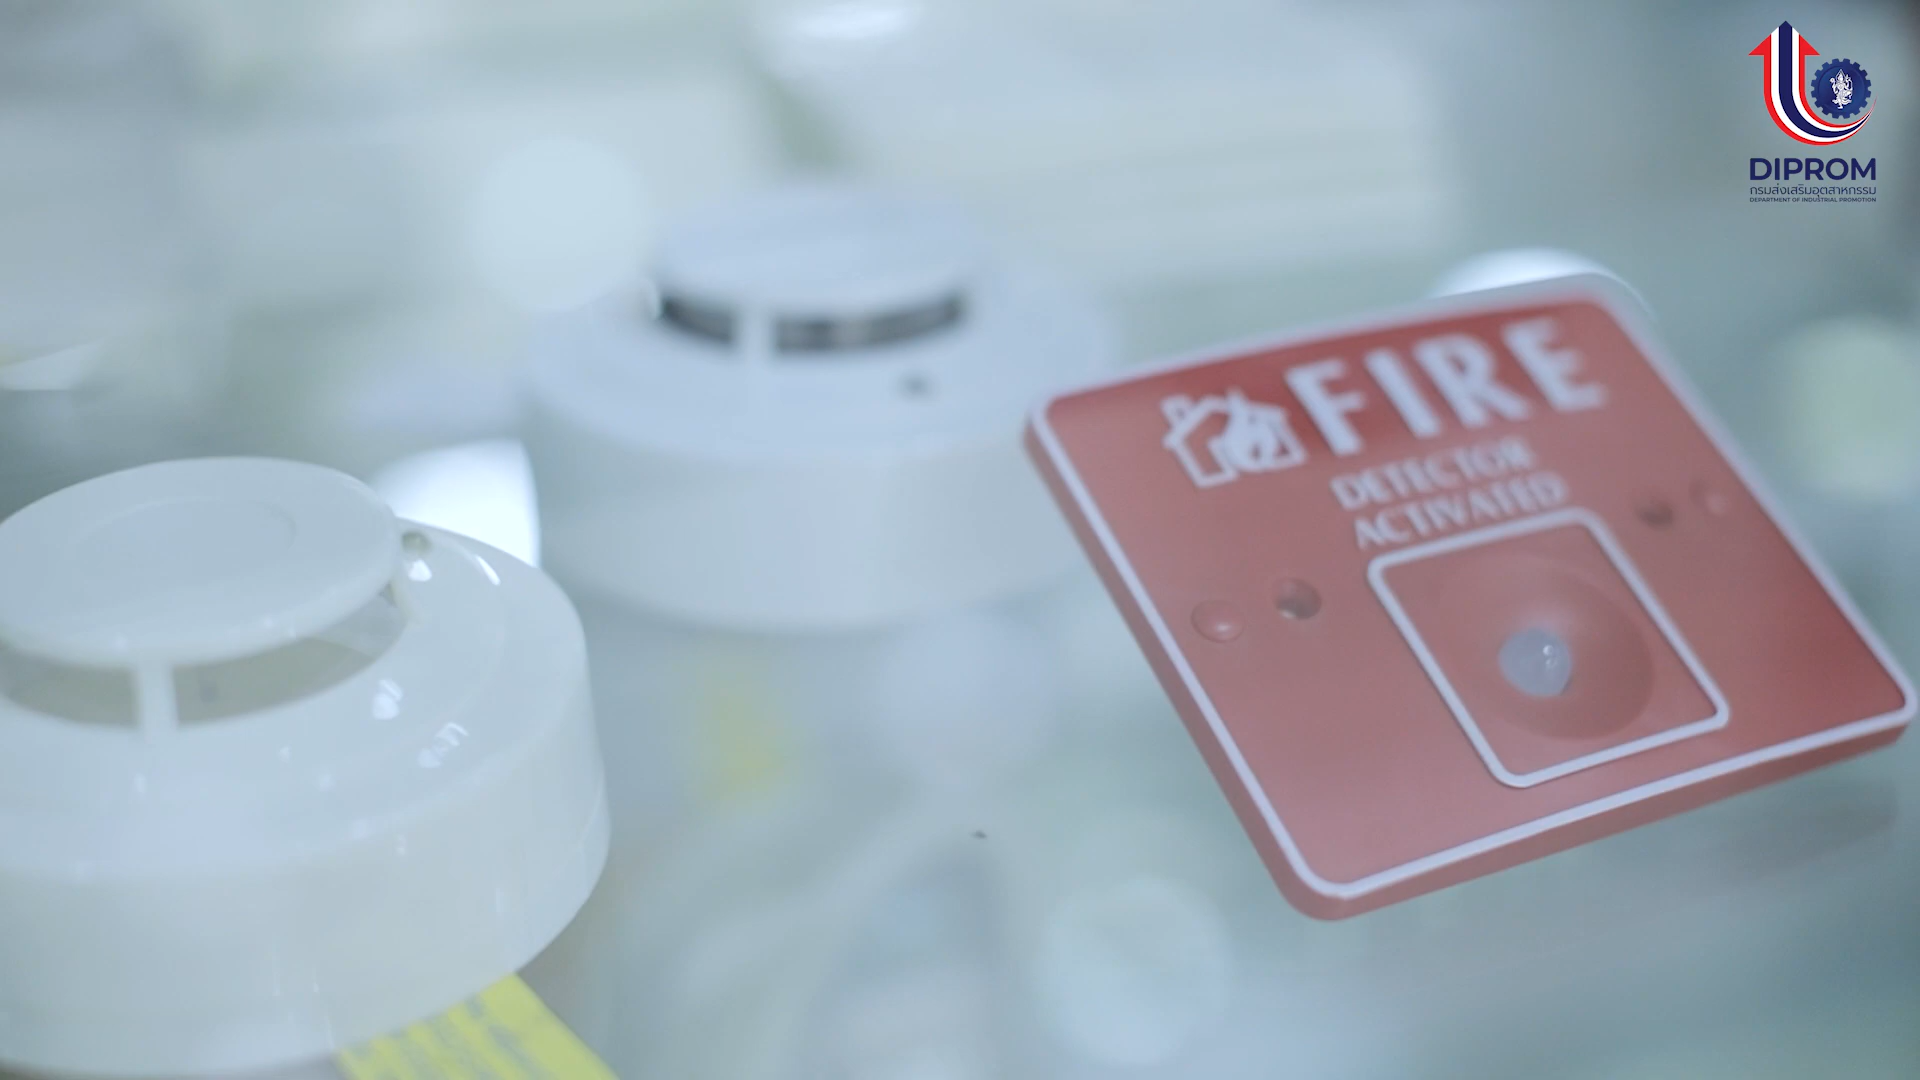 DIPROM
กรมส่งเสริมอุตสาหกรรม
DEPARTMENT OF INDUSTRIAL PROMOTION
FIRE
DETECTOR
ACTIVATED